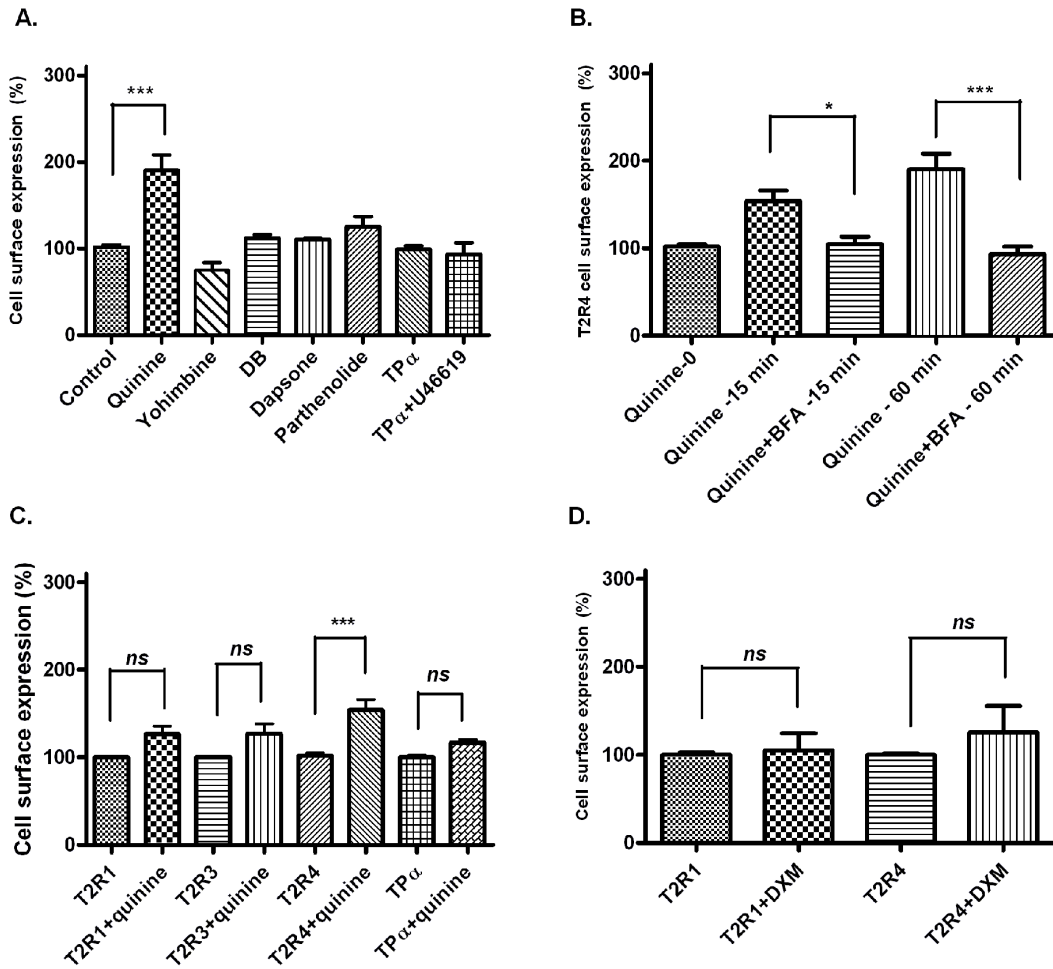 A.
Cell surface expression (%)
300
200
100
0
***
Control
Quinine
Yohimbine
DB
Dapsone
Parthenolide
TPα
TPα+U46619
B.
T2R4 cell surface expression (%)
300
200
100
0
*
***
Quinine-0
Quinine -15 min
Quinine+BFA -15 min
Quinine - 60 min
Quinine+BFA - 60 min
C.
Cell surface expression (%)
300
200
100
0
ns
ns
***
ns
T2R1
T2R1+quinine
T2R3
T2R3+quinine
T2R4
T2R4+quinine
TPα
TPα+quinine
D.
Cell surface expression (%)
300
200
100
0
ns
ns
T2R1
T2R1+DXM
T2R4
T2R4+DXM